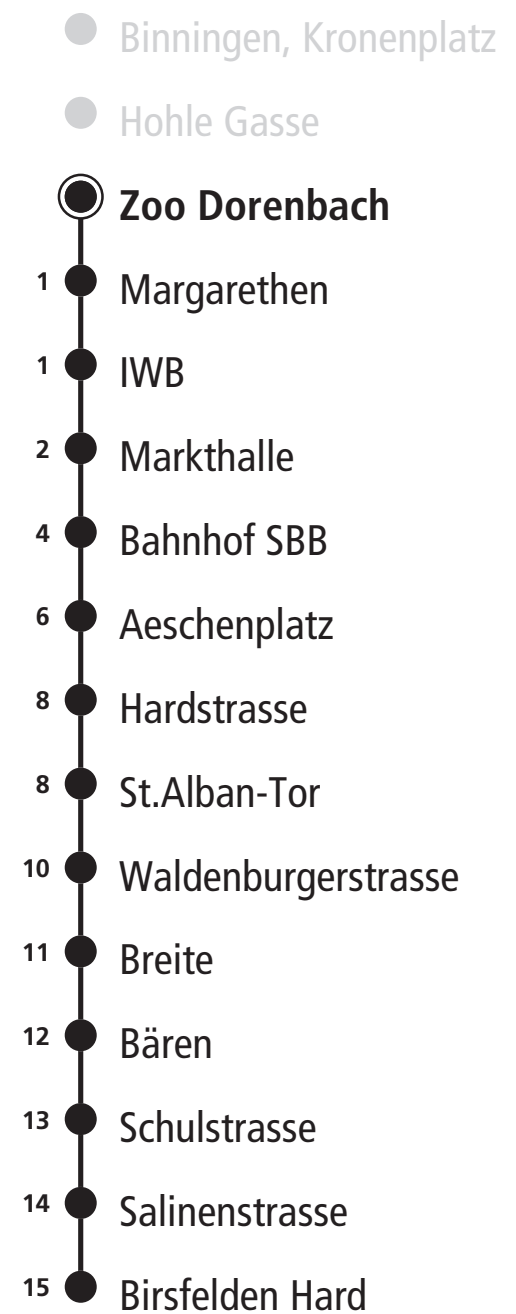 Binningen, Kronenplatz
Hohle Gasse
Zoo Dorenbach
1 Margarethen
1 IWB
2 Markthalle
4 Bahnhof SBB
6 Aeschenplatz
8 Hardstrasse
8 St.Alban-Tor
10 Waldenburgerstrasse
11 Breite
12 Bären
13 Schulstrasse
14 Salinenstrasse
15 Birsfelden Hard